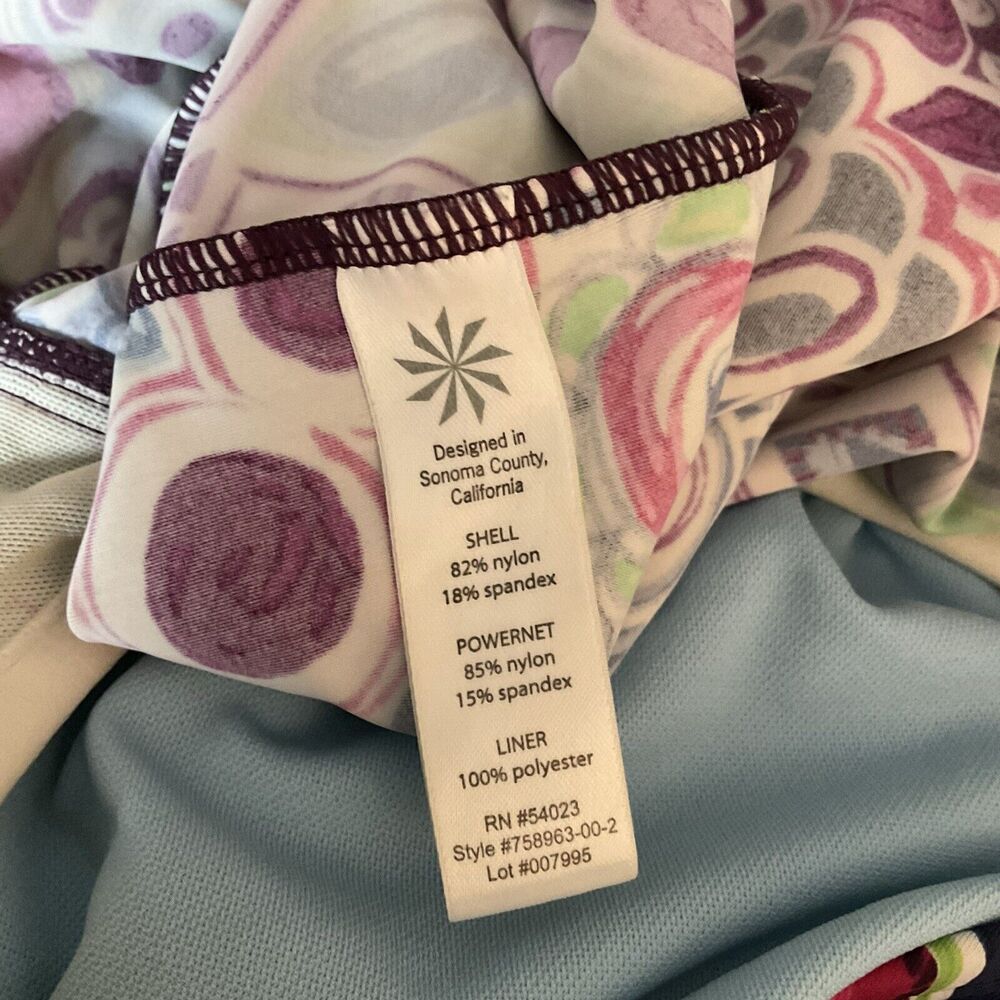 Designed in
Sonoma County,
California
SHELL
82% nylon
18% spandex
POWERNET
85% nylon
15% spandex
LINER
100% polyester
RN #54023
Style #758963-00-2
Lot #007995